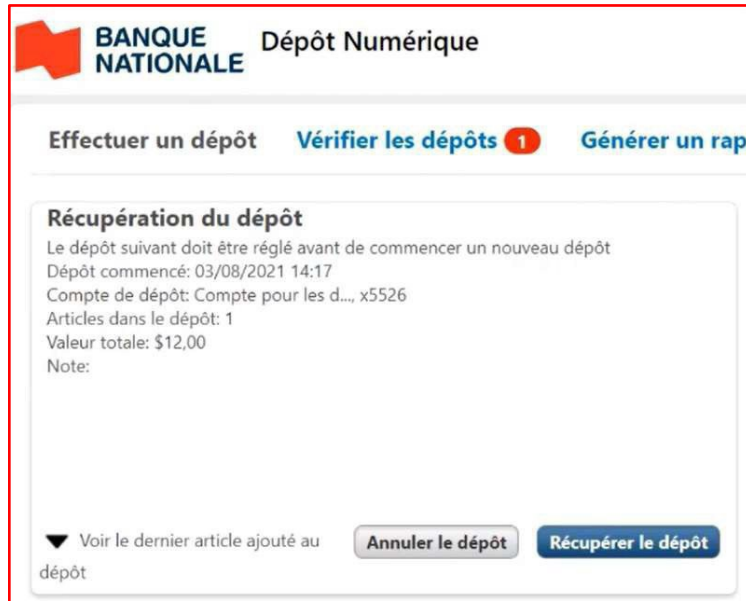 BANQUE
NATIONALE
Dépôt Numérique
Effectuer un dépôt Vérifier les dépôts 1 Générer un rap
Récupération du dépôt
Le dépôt suivant doit être réglé avant de commencer un nouveau dépôt
Dépôt commencé: 03/08/2021 14:17
Compte de dépôt: Compte pour les d..., x5526
Articles dans le dépôt: 1
Valeur totale: $12,00
Note:
Voir le dernier article ajouté au
dépôt
Annuler le dépôt Récupérer le dépôt